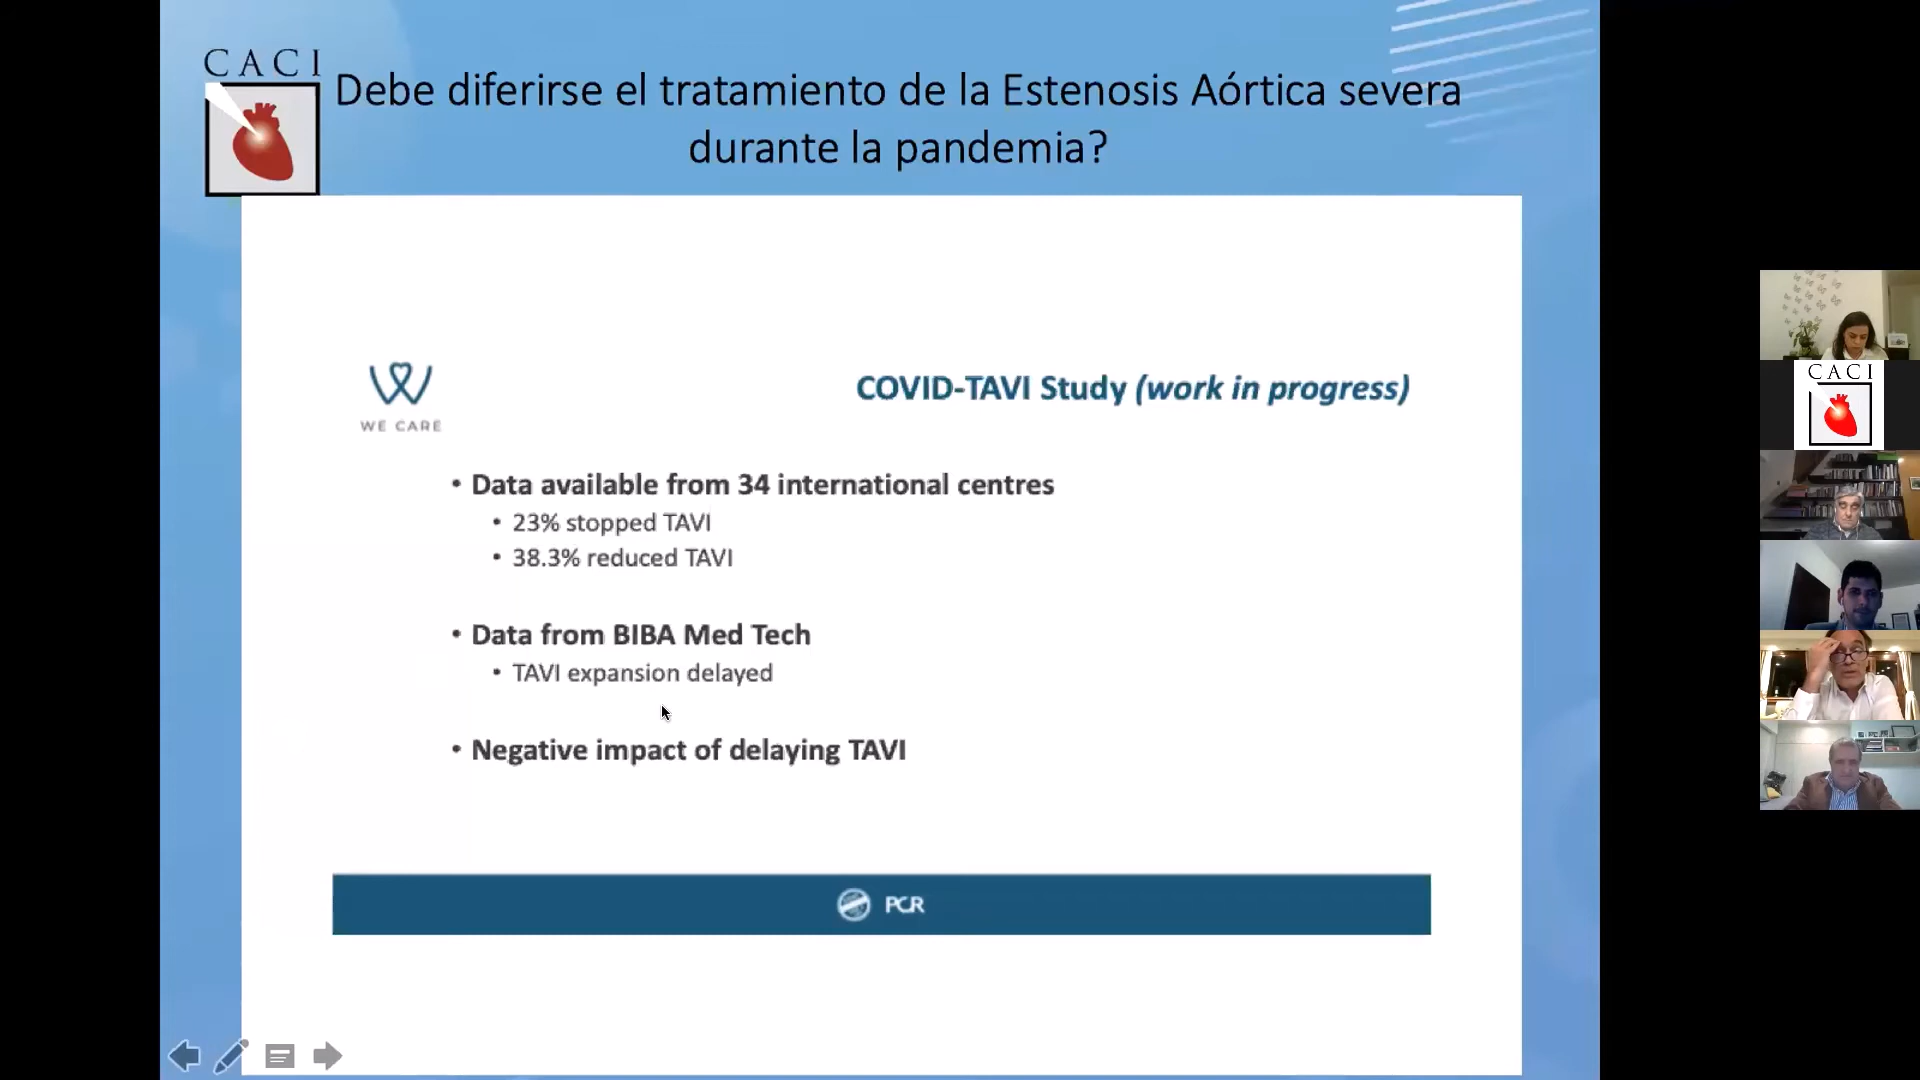 CACI
Debe diferirse el tratamiento de la Estenosis Aórtica severa
durante la pandemia?
WE CARE
COVID-TAVI Study (work in progress)
• Data available from 34 international centres
• 23% stopped TAVI
• 38.3% reduced TAVI
• Data from BIBA Med Tech
• TAVI expansion delayed
• Negative impact of delaying TAVI
PCR
CACI